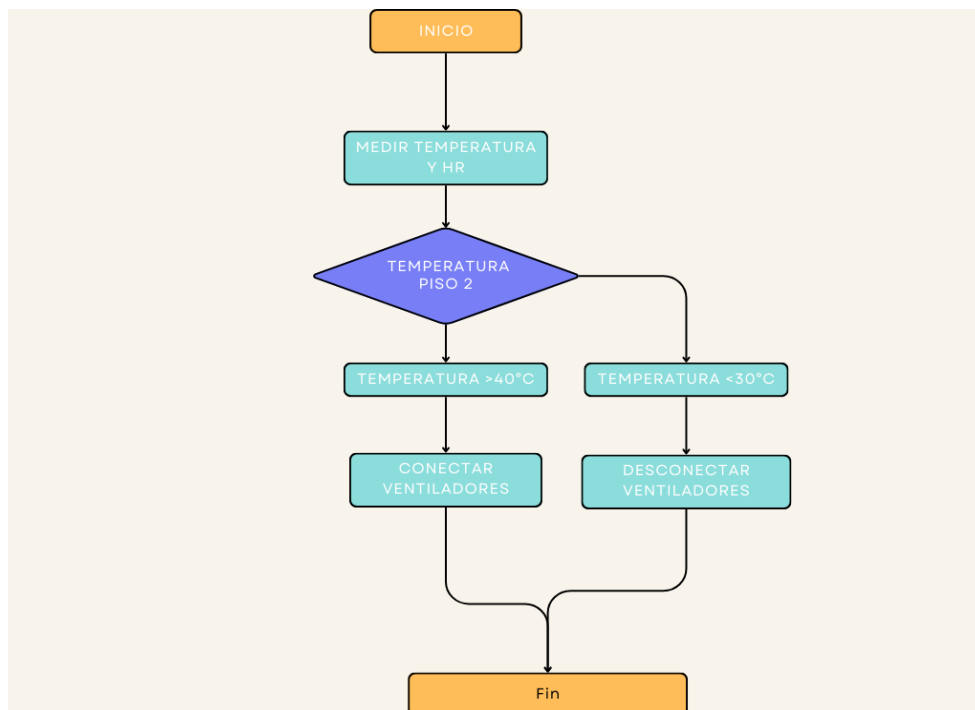 INICIO
MEDIR TEMPERATURA
Y HR
TEMPERATURA
PISO 2
TEMPERATURA >40°C
TEMPERATURA <30°C
CONECTAR
VENTILADORES
DESCONECTAR
VENTILADORES
Fin